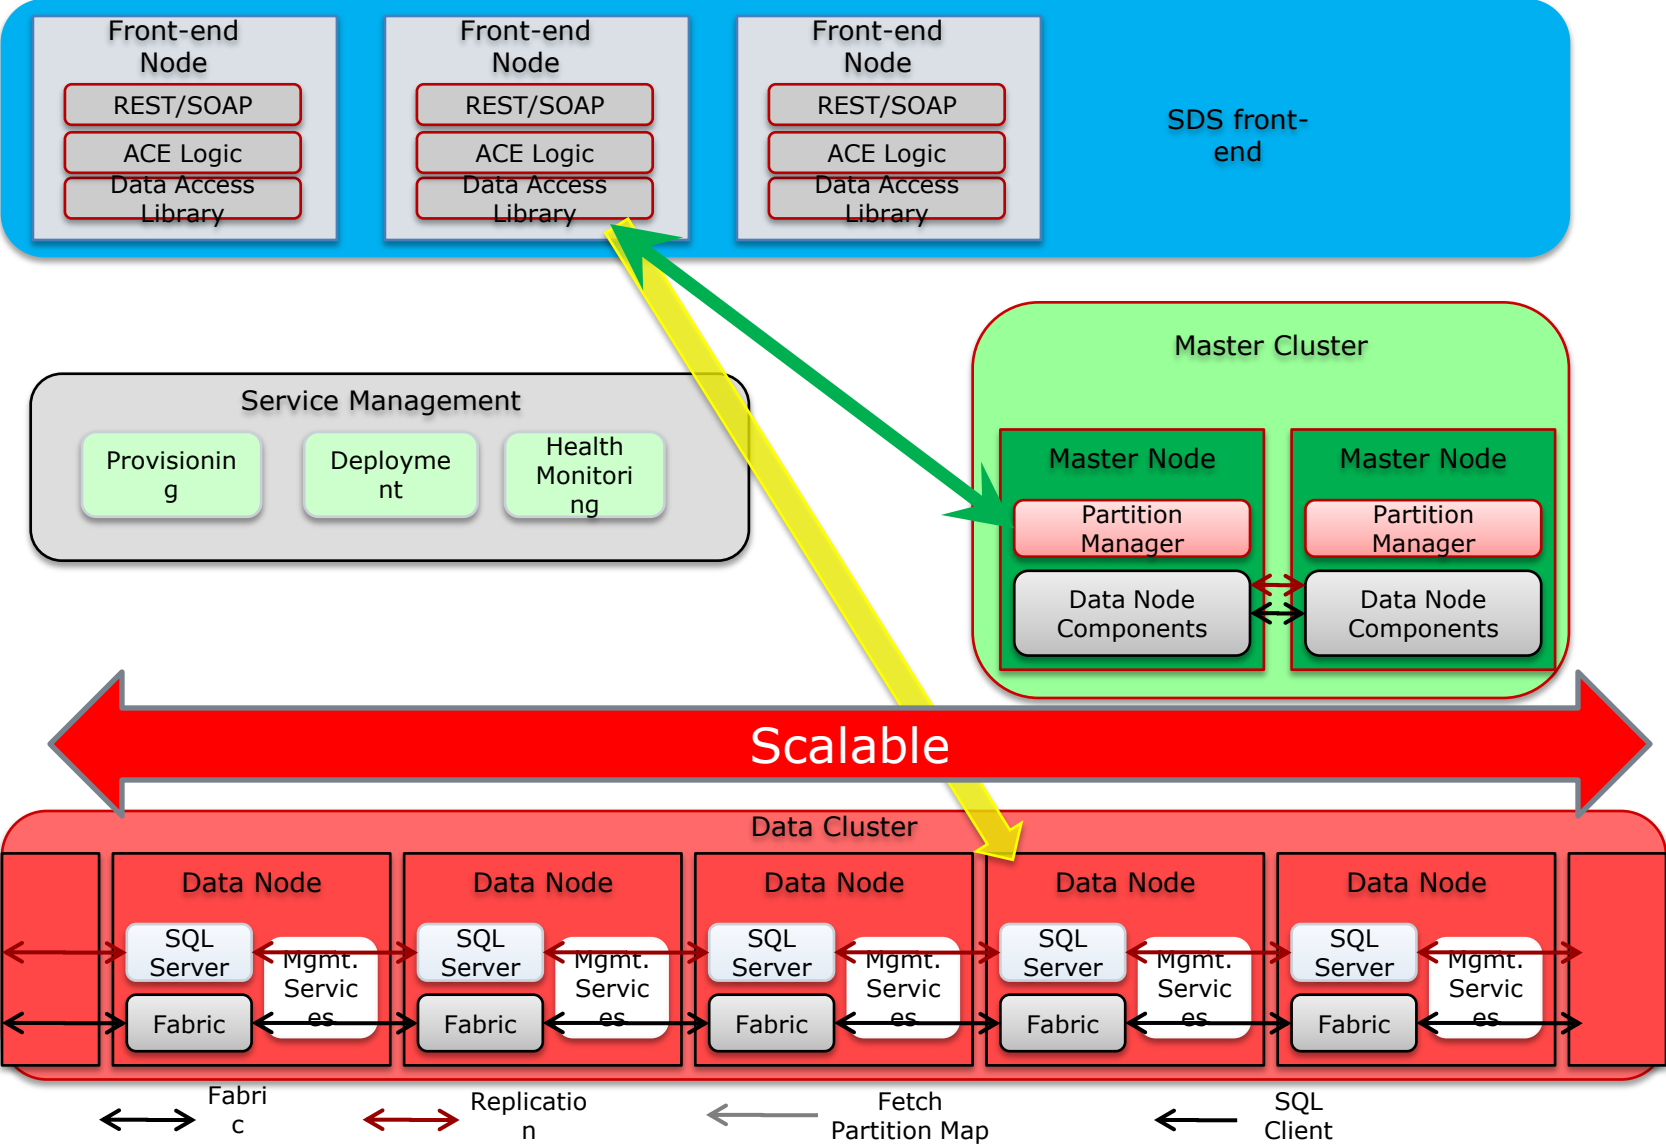 Front-end
Node
REST/SOAP
ACE Logic
Data Access
Library
Front-end
Node
REST/SOAP
ACE Logic
Data Access
Library
Front-end
Node
REST/SOAP
ACE Logic
Data Access
Library
SDS front-
end
Service Management
Provisionin
g
Deployme
nt
Health
Monitori
ng
Master Cluster
Master Node
Partition
Manager
Data Node
Components
Master Node
Partition
Manager
Data Node
Components
Scalable
Data Cluster
Data Node
SQL
Server
Mgmt.
Servic
es
Fabric
Data Node
SQL
Server
Mgmt.
Servic
es
Fabric
Data Node
SQL
Server
Mgmt.
Servic
es
Fabric
Data Node
SQL
Server
Mgmt.
Servic
es
Fabric
Data Node
SQL
Server
Mgmt.
Servic
es
Fabric
Fabri
c
Replicatio
n
Fetch
Partition Map
SQL
Client